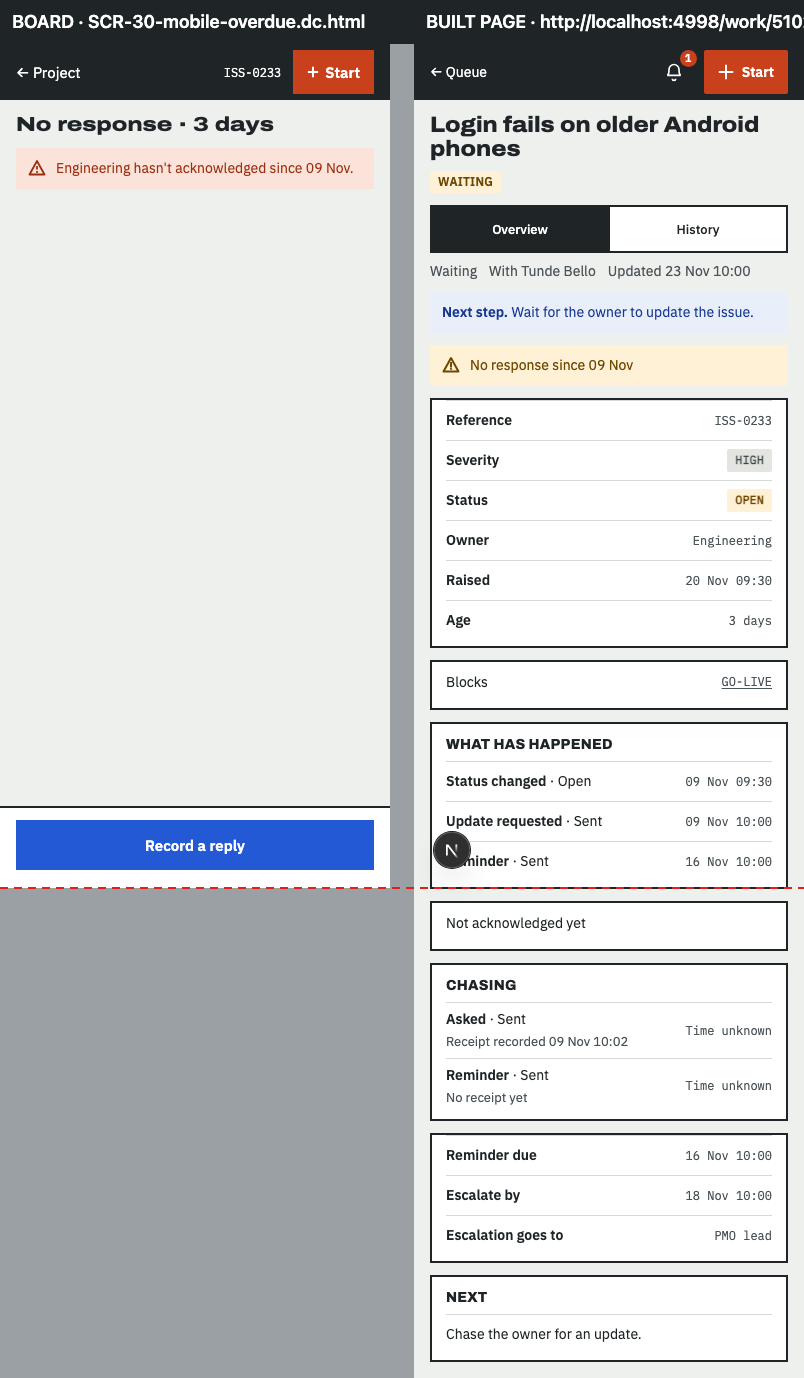 BOARD · SCR-30-mobile-overdue.dc.html
← Project
ISS-0233
+ Start
No response · 3 days
Engineering hasn't acknowledged since 09 Nov.
Record a reply
BUILT PAGE · http://localhost:4998/work/510
← Queue
1
+ Start
Login fails on older Android
phones
WAITING
Overview
History
Waiting With Tunde Bello Updated 23 Nov 10:00
Next step. Wait for the owner to update the issue.
No response since 09 Nov
Reference ISS-0233
Severity HIGH
Status OPEN
Owner Engineering
Raised 20 Nov 09:30
Age 3 days
Blocks GO-LIVE
WHAT HAS HAPPENED
Status changed · Open 09 Nov 09:30
Update requested · Sent 09 Nov 10:00
N
minder · Sent 16 Nov 10:00
Not acknowledged yet
CHASING
Asked · Sent
Receipt recorded 09 Nov 10:02
Time unknown
Reminder · Sent
No receipt yet
Time unknown
Reminder due 16 Nov 10:00
Escalate by 18 Nov 10:00
Escalation goes to PMO lead
NEXT
Chase the owner for an update.